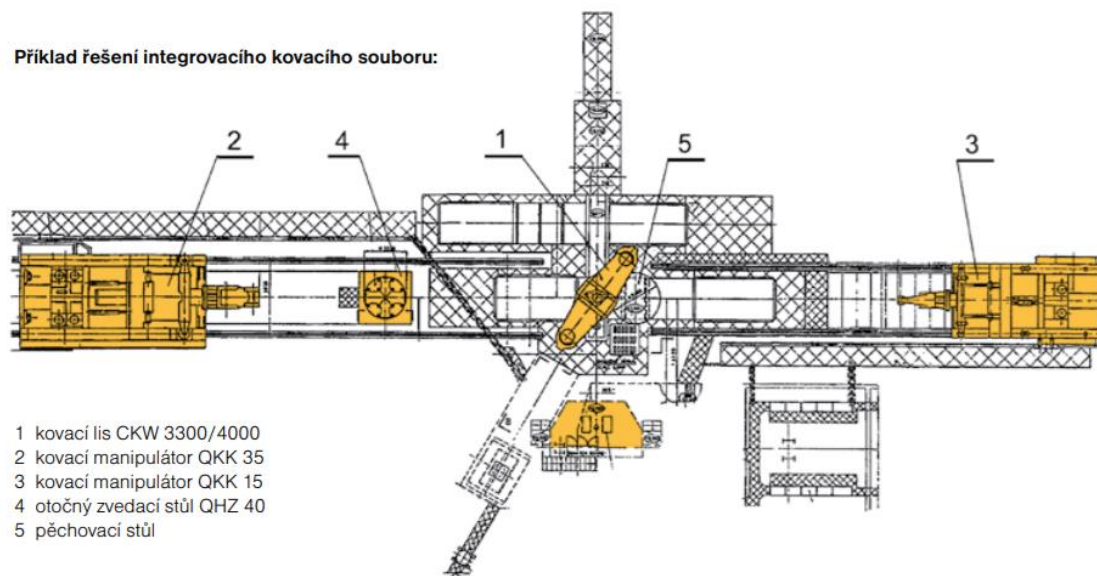 Příklad řešení integrovacího kovacího souboru:
2
4
1
5
3
1 kovací lis CKW 3300/4000
2 kovací manipulátor QKK 35
3 kovací manipulátor QKK 15
4 otočný zvedací stůl QHZ 40
5 pěchovací stůl